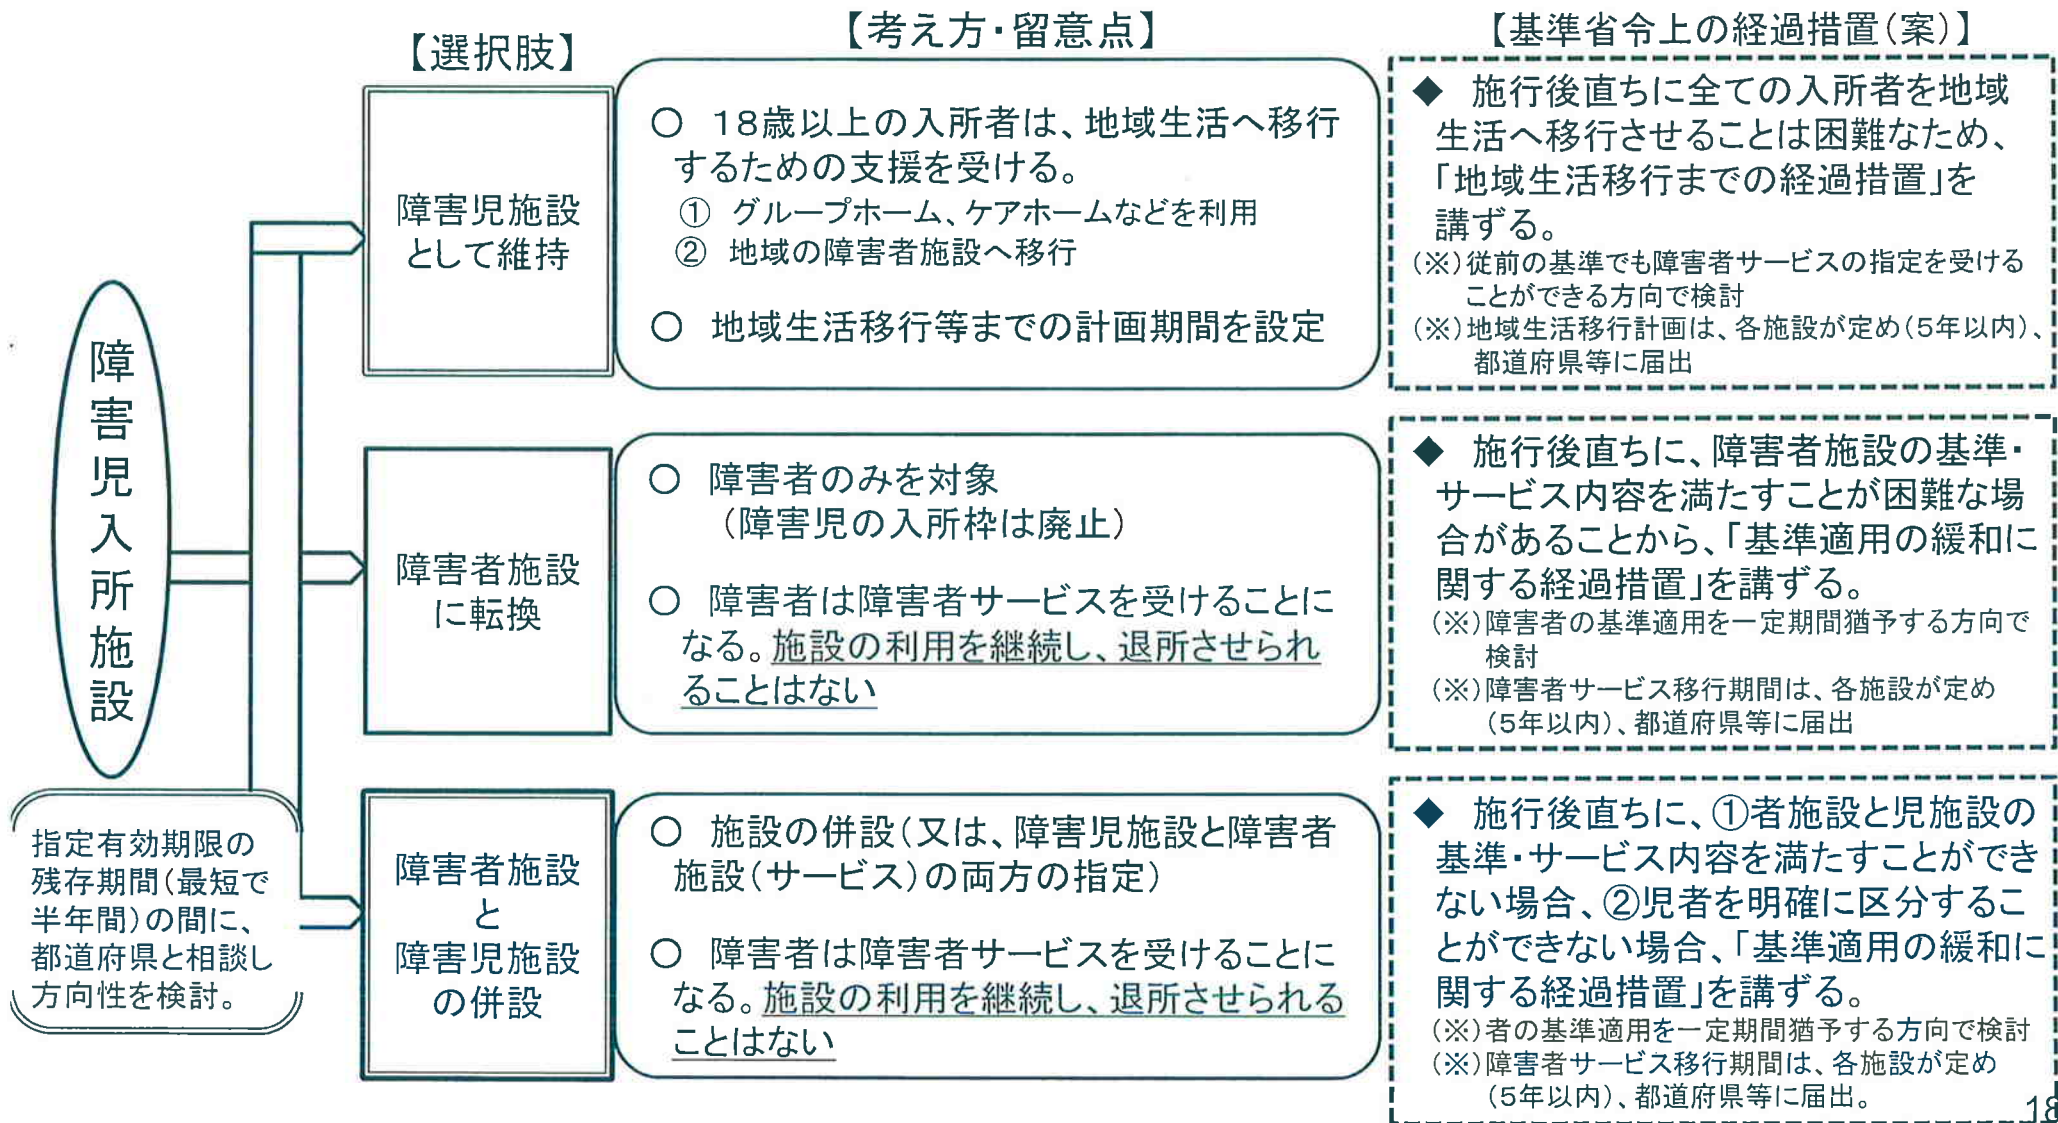 【選択肢】
【考え方・留意点】
【基準省令上の経過措置(案)】
障害児入所施設
指定有効期限の
残存期間(最短で
半年間)の間に、
都道府県と相談し
方向性を検討。
障害児施設
として維持
○ 18歳以上の入所者は、地域生活へ移行
するための支援を受ける。
① グループホーム、ケアホームなどを利用
② 地域の障害者施設へ移行
○ 地域生活移行等までの計画期間を設定
◆ 施行後直ちに全ての入所者を地域
生活へ移行させることは困難なため、
「地域生活移行までの経過措置」を
講ずる。
(※)従前の基準でも障害者サービスの指定を受ける
ことができる方向で検討
(※)地域生活移行計画は、各施設が定め(5年以内)、
都道府県等に届出
障害者施設
に転換
○ 障害者のみを対象
(障害児の入所枠は廃止)
○ 障害者は障害者サービスを受けることに
なる。施設の利用を継続し、退所させられ
ることはない
◆ 施行後直ちに、障害者施設の基準・
サービス内容を満たすことが困難な場
合があることから、「基準適用の緩和に
関する経過措置」を講ずる。
(※)障害者の基準適用を一定期間猶予する方向で
検討
(※)障害者サービス移行期間は、各施設が定め
(5年以内)、都道府県等に届出
障害者施設
と
障害児施設
の併設
○ 施設の併設(又は、障害児施設と障害者
施設(サービス)の両方の指定)
○ 障害者は障害者サービスを受けることに
なる。施設の利用を継続し、退所させられる
ことはない
◆ 施行後直ちに、①者施設と児施設の
基準・サービス内容を満たすことができ
ない場合、②児者を明確に区分するこ
とができない場合、「基準適用の緩和に
関する経過措置」を講ずる。
(※)者の基準適用を一定期間猶予する方向で検討
(※)障害者サービス移行期間は、各施設が定め
(5年以内)、都道府県等に届出。
18